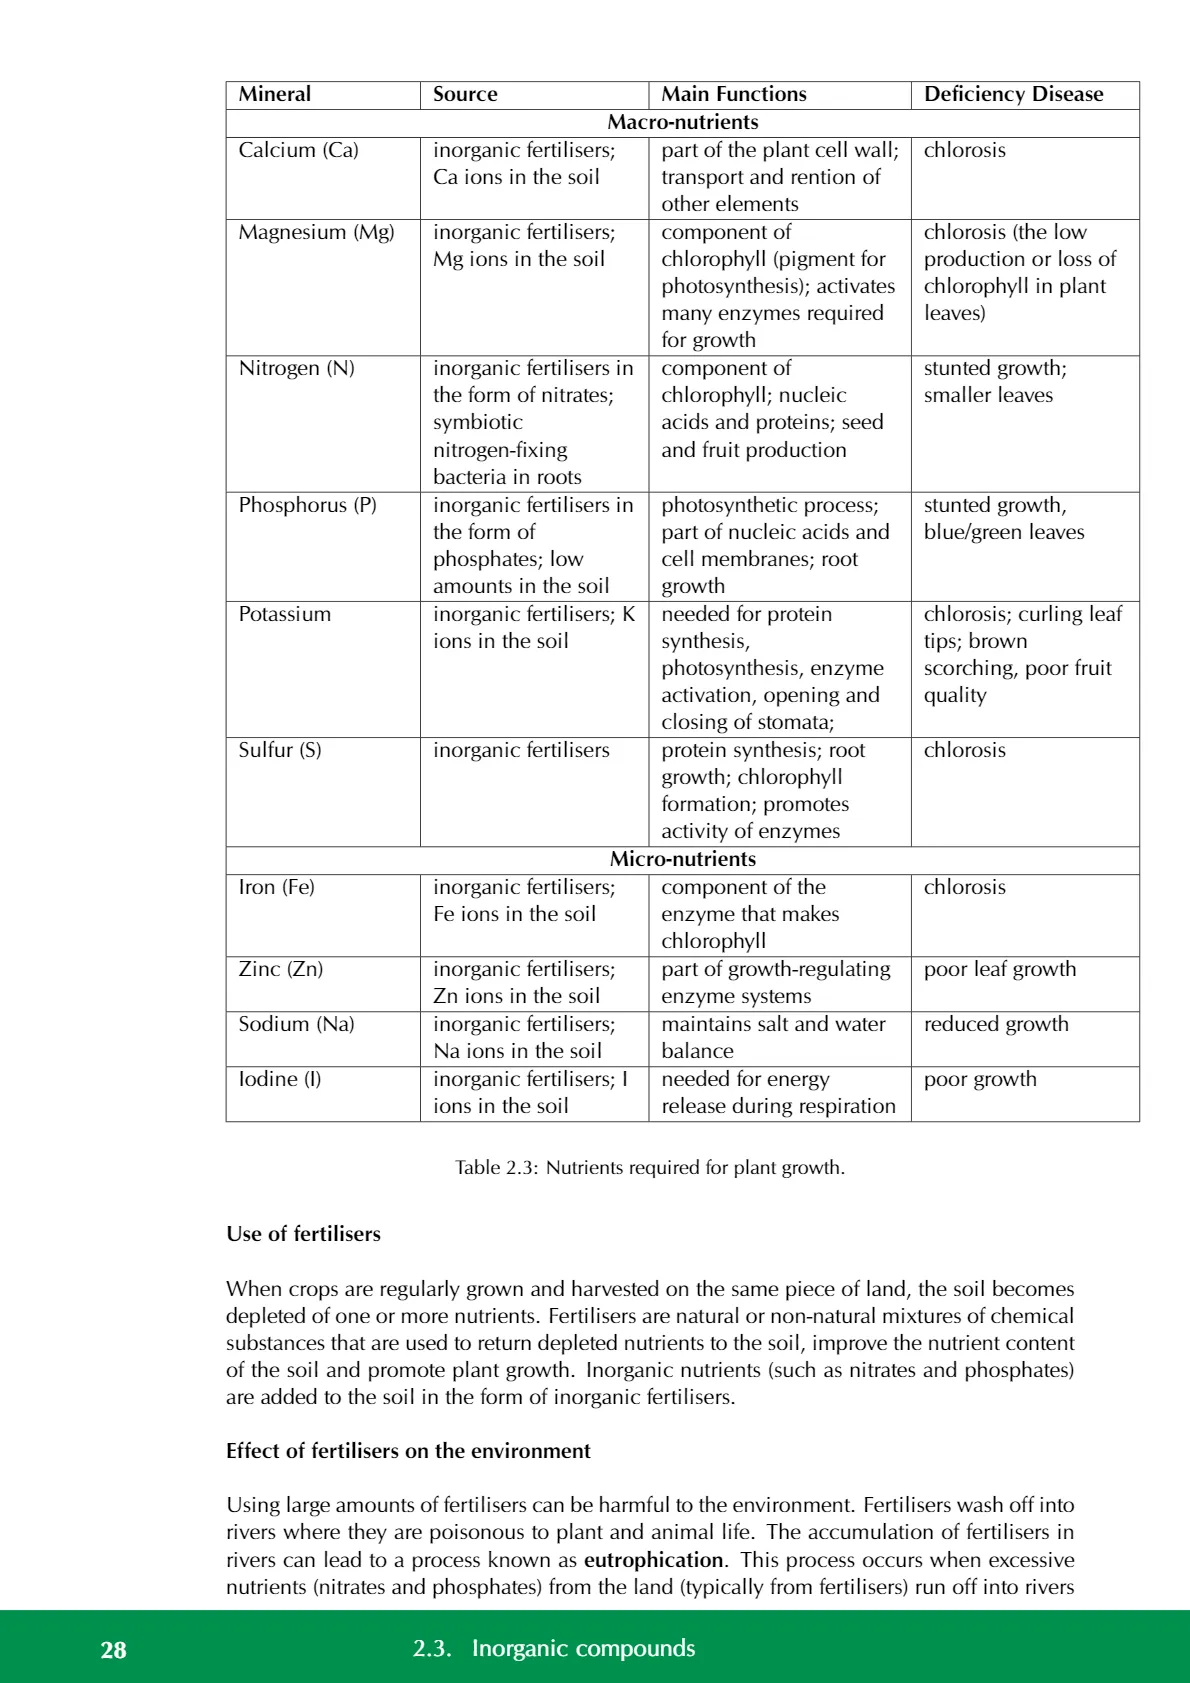 Mineral Source Main Functions Deficiency Disease
Macro-nutrients
Calcium (Ca) inorganic fertilisers; part of the plant cell wall; chlorosis
Ca ions in the soil transport and rention of
other elements
Magnesium (Mg) inorganic fertilisers; component of chlorosis (the low
Mg ions in the soil chlorophyll (pigment for production or loss of
photosynthesis); activates chlorophyll in plant
many enzymes required leaves)
for growth
Nitrogen (N) inorganic fertilisers in component of stunted growth;
the form of nitrates; chlorophyll; nucleic smaller leaves
symbiotic acids and proteins; seed
nitrogen-fixing and fruit production
bacteria in roots
Phosphorus (P) inorganic fertilisers in photosynthetic process; stunted growth,
the form of part of nucleic acids and blue/green leaves
phosphates; low cell membranes; root
amounts in the soil growth
Potassium inorganic fertilisers; K needed for protein chlorosis; curling leaf
ions in the soil synthesis, tips; brown
photosynthesis, enzyme scorching, poor fruit
activation, opening and quality
closing of stomata;
Sulfur (S) inorganic fertilisers protein synthesis; root chlorosis
growth; chlorophyll
formation; promotes
activity of enzymes
Micro-nutrients
Iron (Fe) inorganic fertilisers; component of the chlorosis
Fe ions in the soil enzyme that makes
chlorophyll
Zinc (Zn) inorganic fertilisers; part of growth-regulating poor leaf growth
Zn ions in the soil enzyme systems
Sodium (Na) inorganic fertilisers; maintains salt and water reduced growth
Na ions in the soil balance
Iodine (I) inorganic fertilisers; I needed for energy poor growth
ions in the soil release during respiration
Table 2.3: Nutrients required for plant growth.
Use of fertilisers
When crops are regularly grown and harvested on the same piece of land, the soil becomes
depleted of one or more nutrients. Fertilisers are natural or non-natural mixtures of chemical
substances that are used to return depleted nutrients to the soil, improve the nutrient content
of the soil and promote plant growth. Inorganic nutrients (such as nitrates and phosphates)
are added to the soil in the form of inorganic fertilisers.
Effect of fertilisers on the environment
Using large amounts of fertilisers can be harmful to the environment. Fertilisers wash off into
rivers where they are poisonous to plant and animal life. The accumulation of fertilisers in
rivers can lead to a process known as eutrophication. This process occurs when excessive
nutrients (nitrates and phosphates) from the land (typically from fertilisers) run off into rivers
28 2.3. Inorganic compounds